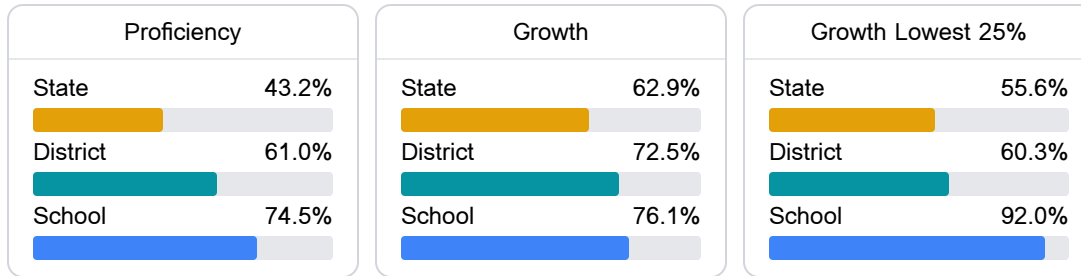 Proficiency
State 43.2%
District 61.0%
School 74.5%
Growth
State 62.9%
District 72.5%
School 76.1%
Growth Lowest 25%
State 55.6%
District 60.3%
School 92.0%